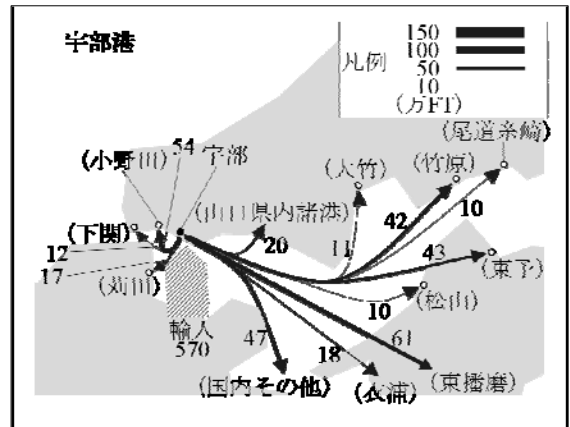 宇部港
凡例
150
100
50
10
(万FT)
(尾道糸崎)
(小野田)
54
宇部
(大竹)
(竹原)
(下関)
(山口県内諸港)
42
10
12
20
11
43
17
(苅田)
(東予)
10
(松山)
輸入
570
47
18
61
(国内その他)
(衣浦)
(東播磨)